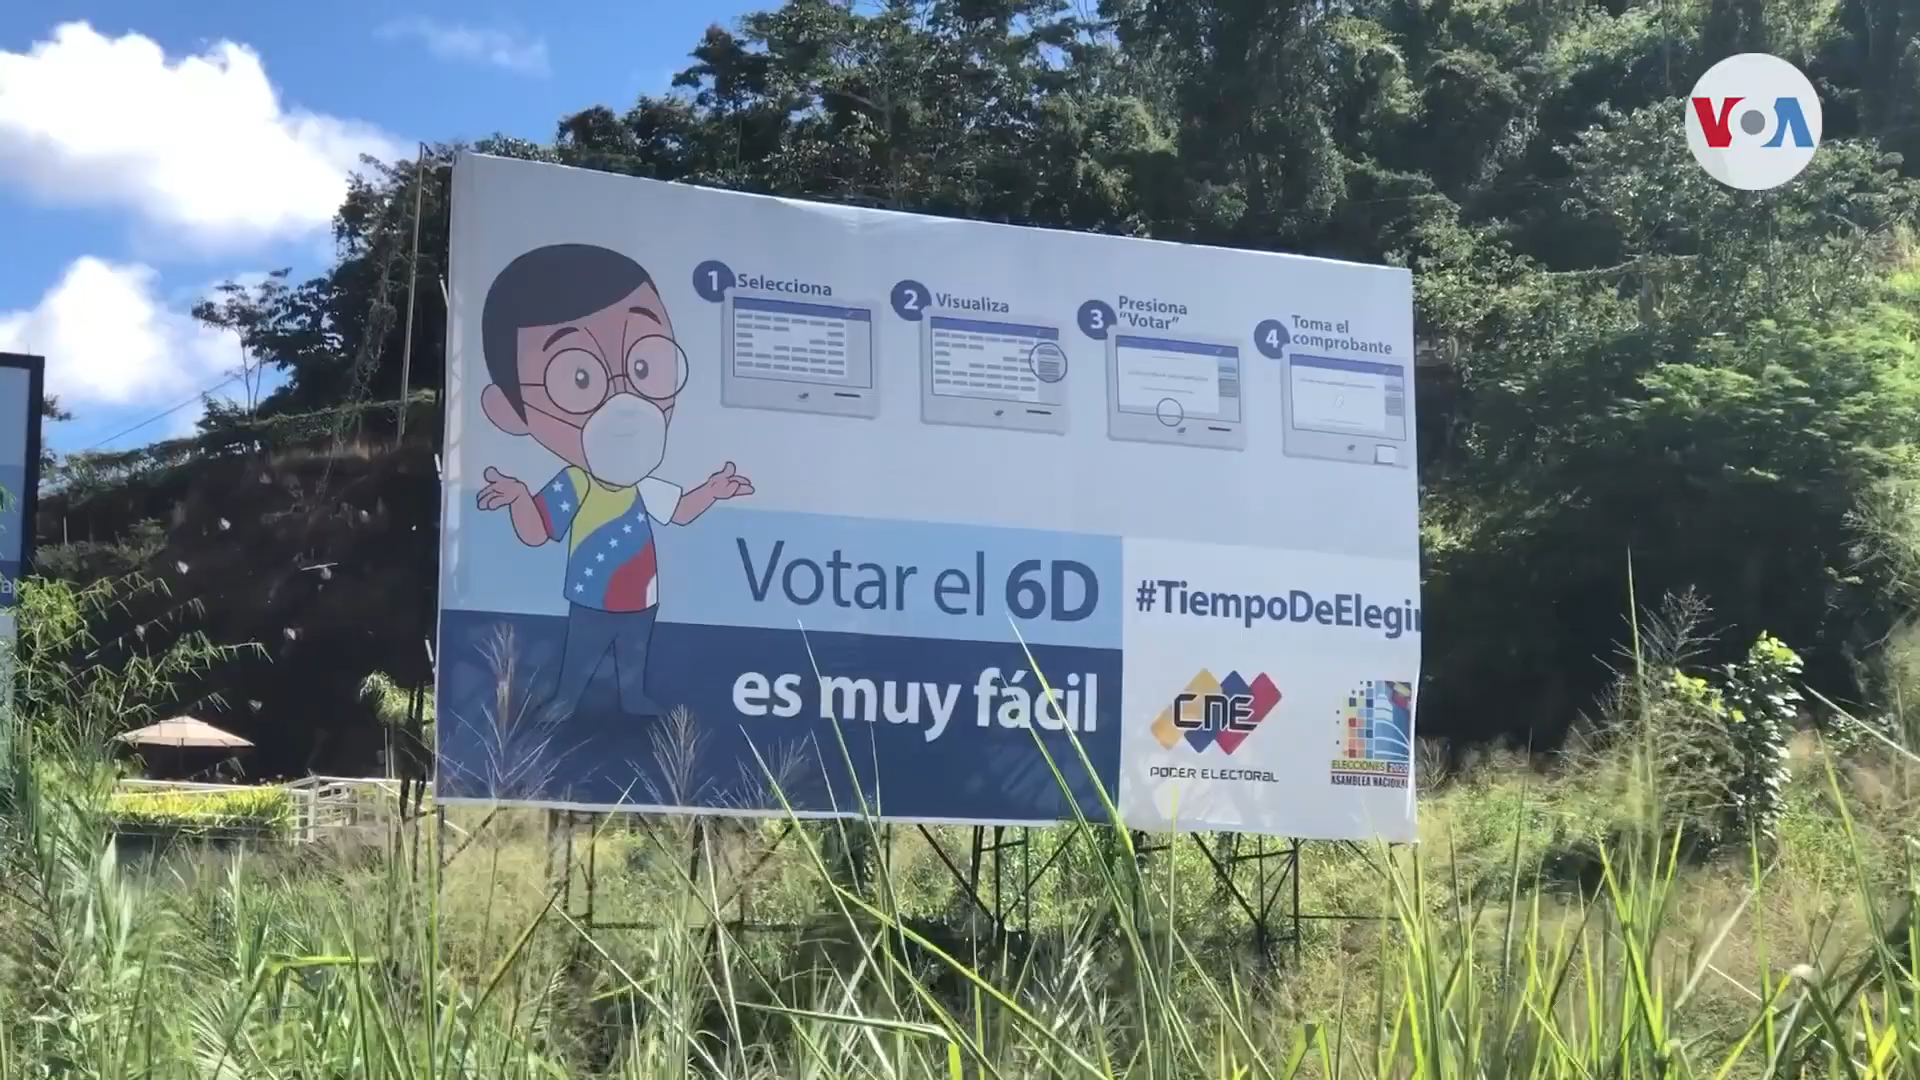 VOA
1 Selecciona
2 Visualiza
3 Presiona
"Votar"
4 Toma el
comprobante
Votar el 6D
es muy fácil
#TiempoDeElegir
CNE
PODER ELECTORAL
ELECCIONES 2020
ASAMBLEA NACIONAL